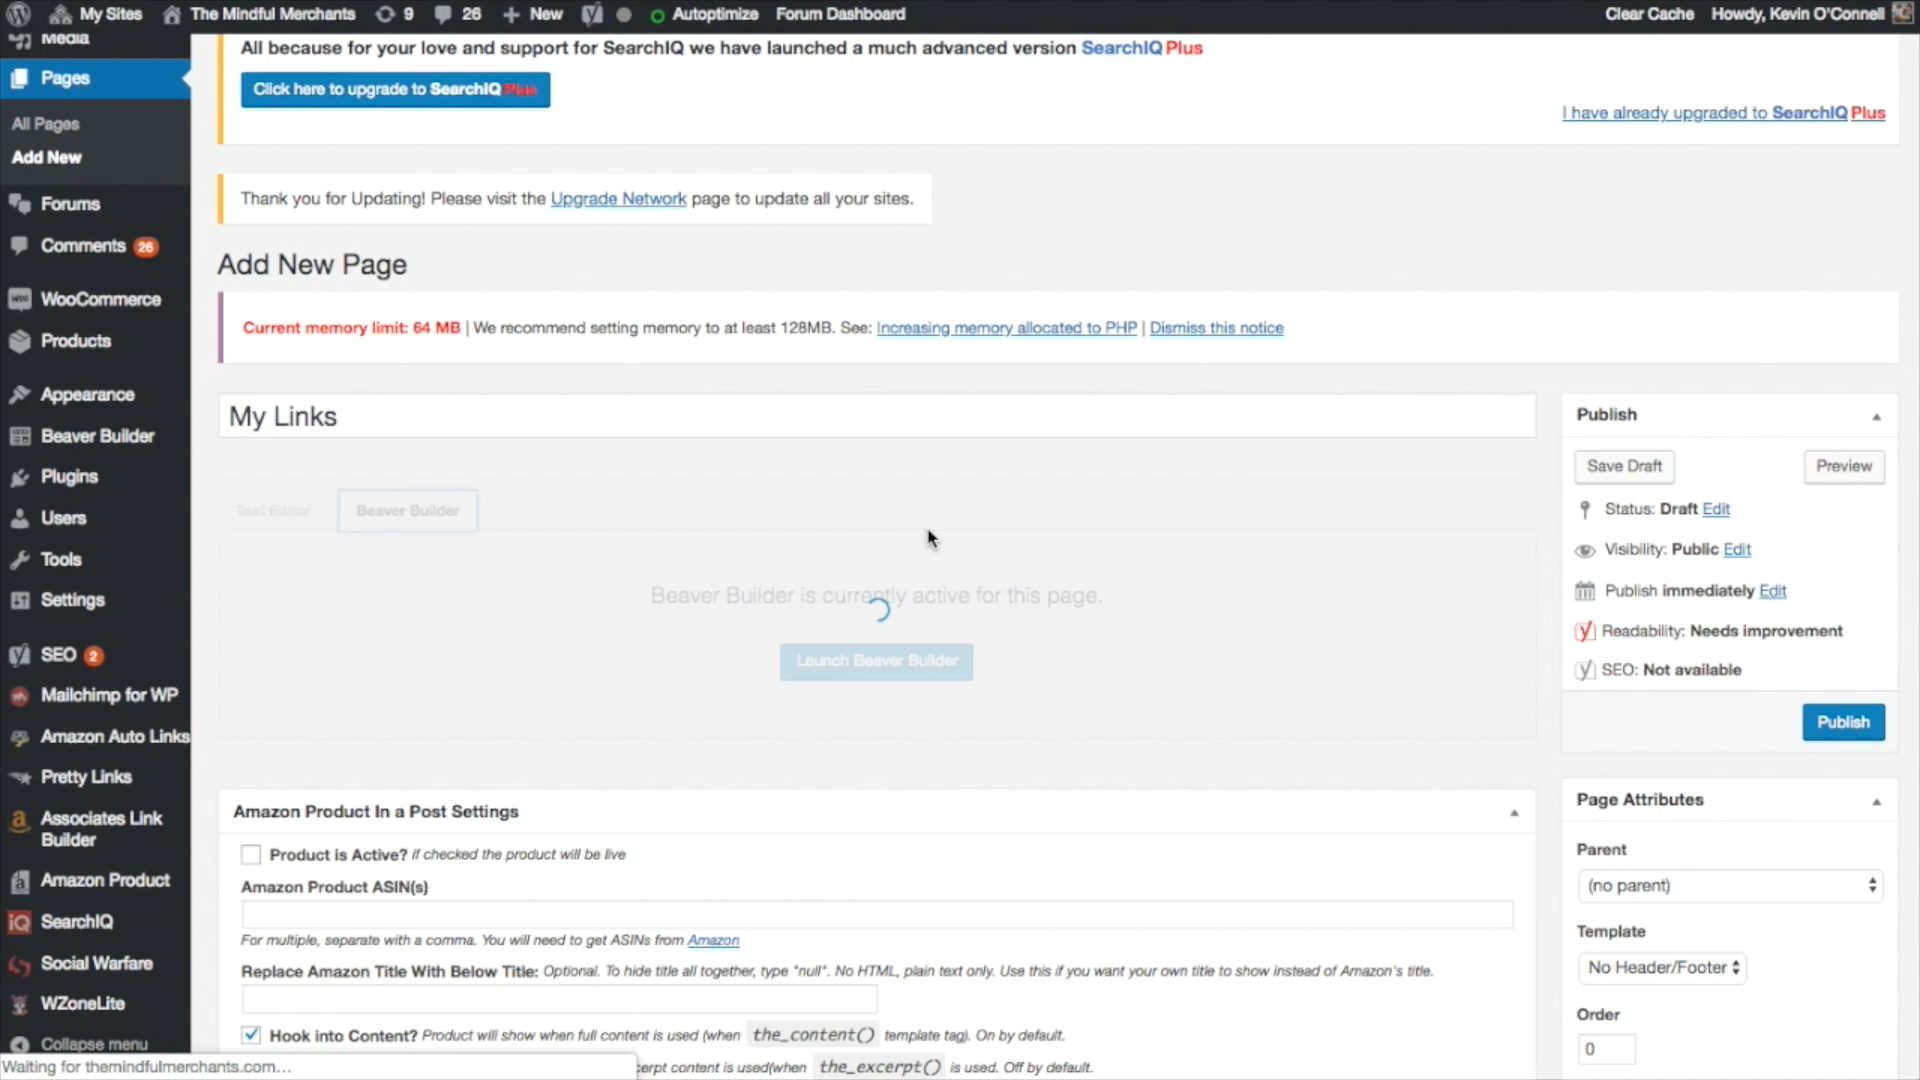 My Sites The Mindful Merchants 9 26 New Autoptimize Forum Dashboard Clear Cache Howdy, Kevin O'Connell
Media
Pages
All Pages
Add New
Forums
Comments 26
WooCommerce
Products
Appearance
Beaver Builder
Plugins
Users
Tools
Settings
SEO 2
Mailchimp for WP
Amazon Auto Links
Pretty Links
Associates Link
Builder
Amazon Product
SearchIQ
Social Warfare
WZoneLite
Collapse menu
Waiting for themindfulmerchants.com...
All because for your love and support for SearchIQ we have launched a much advanced version SearchIQ Plus
Click here to upgrade to SearchIQ Plus
I have already upgraded to SearchIQ Plus
Thank you for Updating! Please visit the Upgrade Network page to update all your sites.
Add New Page
Current memory limit: 64 MB | We recommend setting memory to at least 128MB. See: Increasing memory allocated to PHP | Dismiss this notice
My Links
Text Editor Beaver Builder
Beaver Builder is currently active for this page.
Launch Beaver Builder
Amazon Product In a Post Settings
Product is Active? if checked the product will be live
Amazon Product ASIN(s)
For multiple, separate with a comma. You will need to get ASINs from Amazon
Replace Amazon Title With Below Title: Optional. To hide title all together, type "null". No HTML, plain text only. Use this if you want your own title to show instead of Amazon's title.
Hook into Content? Product will show when full content is used (when the_content() template tag). On by default.
content is used(when the_excerpt() is used. Off by default.
Publish
Save Draft Preview
Status: Draft Edit
Visibility: Public Edit
Publish immediately Edit
Readability: Needs improvement
SEO: Not available
Publish
Page Attributes
Parent
(no parent)
Template
No Header/Footer
Order
0